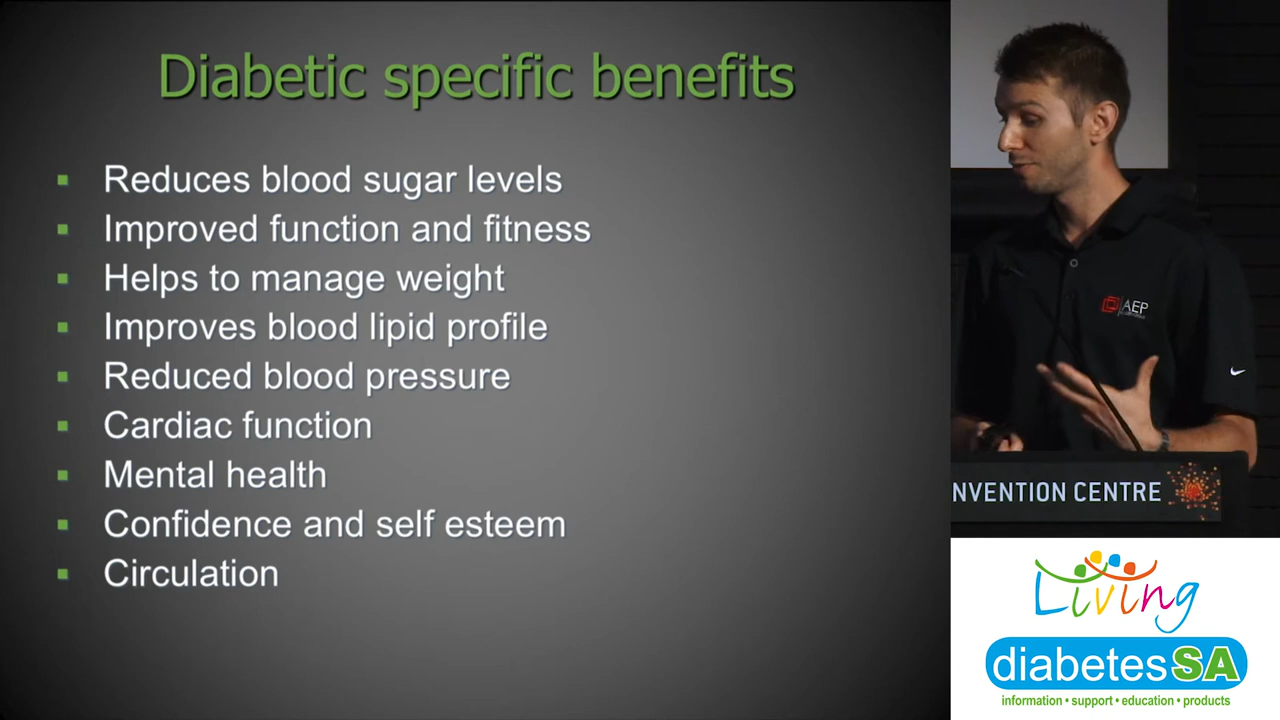 Diabetic specific benefits
Reduces blood sugar levels
Improved function and fitness
Helps to manage weight
Improves blood lipid profile
Reduced blood pressure
Cardiac function
Mental health
Confidence and self esteem
Circulation
AEP
NVENTION CENTRE
Living
diabetesSA
information • support • education • products